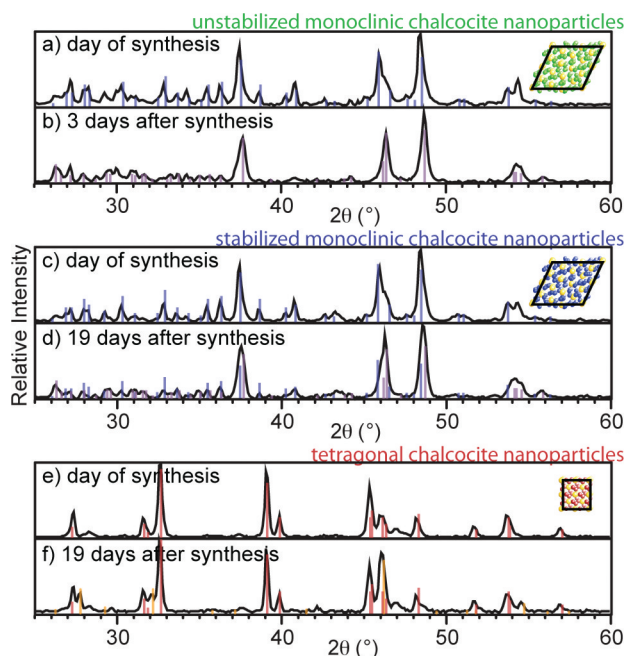 unstabilized monoclinic chalcocite nanoparticles
a) day of synthesis
b) 3 days after synthesis
30 40 50 60
2θ (°)
stabilized monoclinic chalcocite nanoparticles
c) day of synthesis
d) 19 days after synthesis
30 40 50 60
2θ (°)
Relative Intensity
tetragonal chalcocite nanoparticles
e) day of synthesis
f) 19 days after synthesis
30 40 50 60
2θ (°)